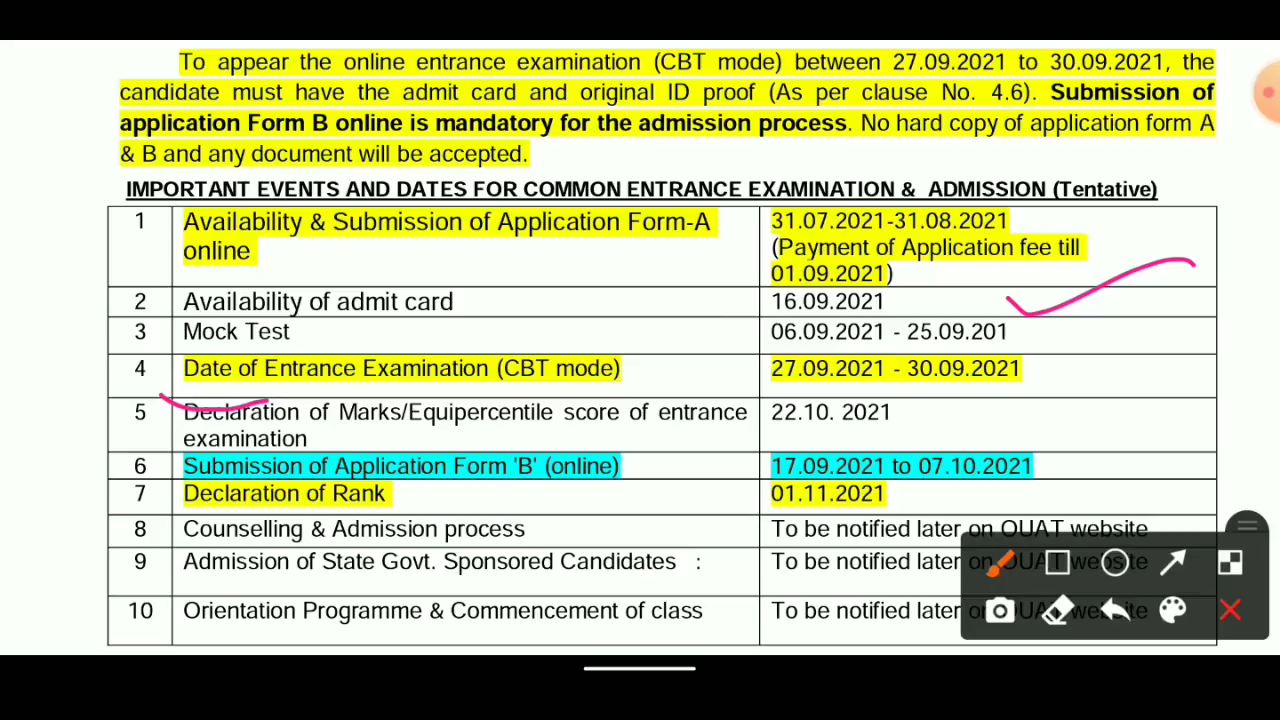 To appear the online entrance examination (CBT mode) between 27.09.2021 to 30.09.2021, the
candidate must have the admit card and original ID proof (As per clause No. 4.6). Submission of
application Form B online is mandatory for the admission process. No hard copy of application form A
& B and any document will be accepted.
IMPORTANT EVENTS AND DATES FOR COMMON ENTRANCE EXAMINATION & ADMISSION (Tentative)
1 Availability & Submission of Application Form-A online 31.07.2021-31.08.2021
(Payment of Application fee till
01.09.2021)
2 Availability of admit card 16.09.2021
3 Mock Test 06.09.2021 - 25.09.201
4 Date of Entrance Examination (CBT mode) 27.09.2021 - 30.09.2021
5 Declaration of Marks/Equipercentile score of entrance 22.10. 2021
examination
6 Submission of Application Form 'B' (online) 17.09.2021 to 07.10.2021
7 Declaration of Rank 01.11.2021
8 Counselling & Admission process To be notified later on OUAT website
9 Admission of State Govt. Sponsored Candidates : To be notified later on OUAT website
10 Orientation Programme & Commencement of class To be notified later on OUAT website